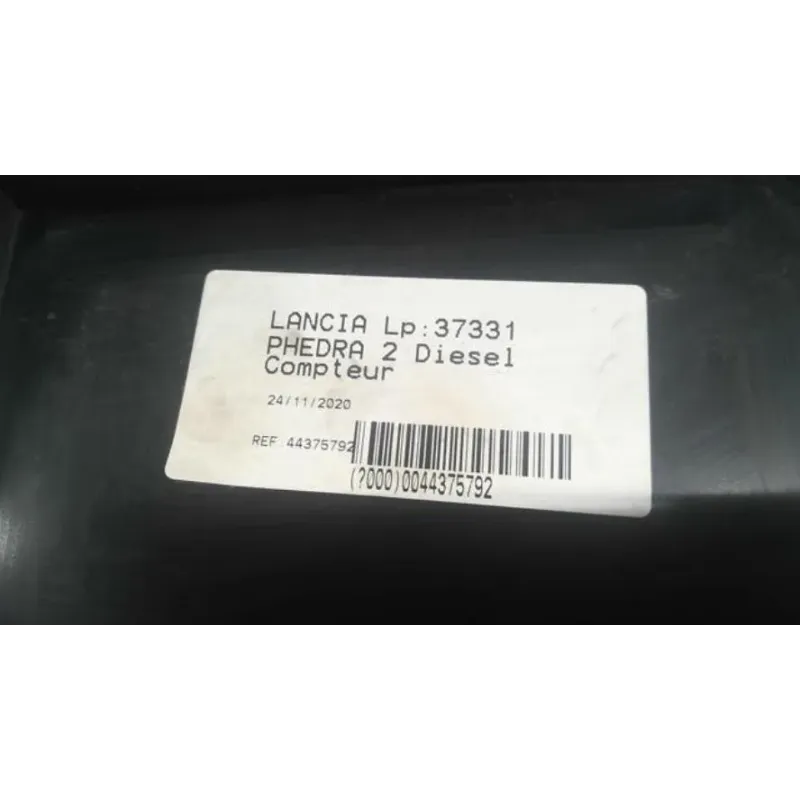 LANCIA Lp:37331
PHEDRA 2 Diesel
Compteur
24/11/2020
REF 44375792
(?000)0044375792